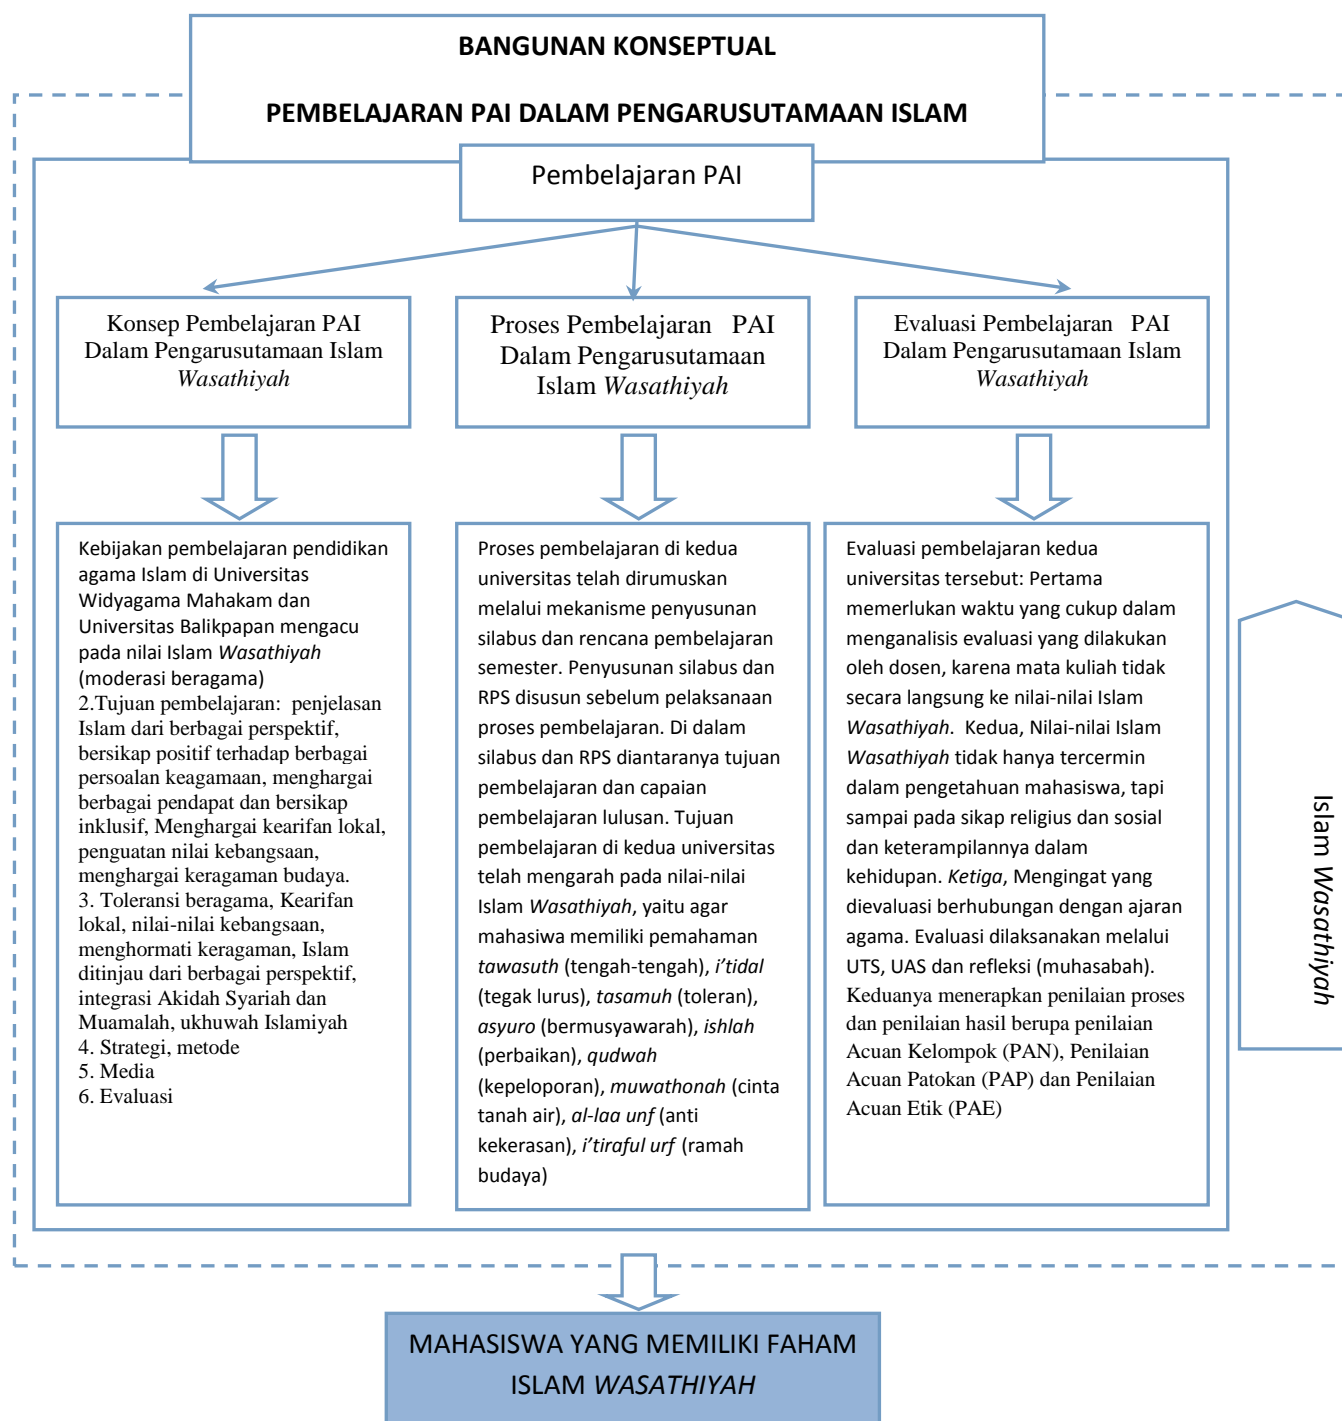 BANGUNAN KONSEPTUAL
PEMBELAJARAN PAI DALAM PENGARUSUTAMAAN ISLAM
Pembelajaran PAI
Konsep Pembelajaran PAI
Dalam Pengarusutamaan Islam
Wasathiyah
Proses Pembelajaran PAI
Dalam Pengarusutamaan
Islam Wasathiyah
Evaluasi Pembelajaran PAI
Dalam Pengarusutamaan Islam
Wasathiyah
Kebijakan pembelajaran pendidikan
agama Islam di Universitas
Widyagama Mahakam dan
Universitas Balikpapan mengacu
pada nilai Islam Wasathiyah
(moderasi beragama)
2.Tujuan pembelajaran: penjelasan
Islam dari berbagai perspektif,
bersikap positif terhadap berbagai
persoalan keagamaan, menghargai
berbagai pendapat dan bersikap
inklusif, Menghargai kearifan lokal,
penguatan nilai kebangsaan,
menghargai keragaman budaya.
3. Toleransi beragama, Kearifan
lokal, nilai-nilai kebangsaan,
menghormati keragaman, Islam
ditinjau dari berbagai perspektif,
integrasi Akidah Syariah dan
Muamalah, ukhuwah Islamiyah
4. Strategi, metode
5. Media
6. Evaluasi
Proses pembelajaran di kedua
universitas telah dirumuskan
melalui mekanisme penyusunan
silabus dan rencana pembelajaran
semester. Penyusunan silabus dan
RPS disusun sebelum pelaksanaan
proses pembelajaran. Di dalam
silabus dan RPS diantaranya tujuan
pembelajaran dan capaian
pembelajaran lulusan. Tujuan
pembelajaran di kedua universitas
telah mengarah pada nilai-nilai
Islam Wasathiyah, yaitu agar
mahasiwa memiliki pemahaman
tawasuth (tengah-tengah), i’tidal
(tegak lurus), tasamuh (toleran),
asyuro (bermusyawarah), ishlah
(perbaikan), qudwah
(kepeloporan), muwathonah (cinta
tanah air), al-laa unf (anti
kekerasan), i’tiraful urf (ramah
budaya)
Evaluasi pembelajaran kedua
universitas tersebut: Pertama
memerlukan waktu yang cukup dalam
menganalisis evaluasi yang dilakukan
oleh dosen, karena mata kuliah tidak
secara langsung ke nilai-nilai Islam
Wasathiyah. Kedua, Nilai-nilai Islam
Wasathiyah tidak hanya tercermin
dalam pengetahuan mahasiswa, tapi
sampai pada sikap religius dan sosial
dan keterampilannya dalam
kehidupan. Ketiga, Mengingat yang
dievaluasi berhubungan dengan ajaran
agama. Evaluasi dilaksanakan melalui
UTS, UAS dan refleksi (muhasabah).
Keduanya menerapkan penilaian proses
dan penilaian hasil berupa penilaian
Acuan Kelompok (PAN), Penilaian
Acuan Patokan (PAP) dan Penilaian
Acuan Etik (PAE)
Islam Wasathiyah
MAHASISWA YANG MEMILIKI FAHAM
ISLAM WASATHIYAH